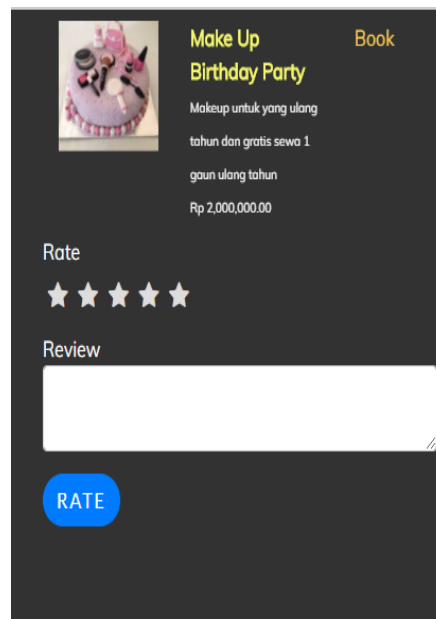 Make Up
Birthday Party
Book
Makeup untuk yang ulang
tahun dan gratis sewa 1
gaun ulang tahun
Rp 2,000,000.00
Rate
Review
RATE